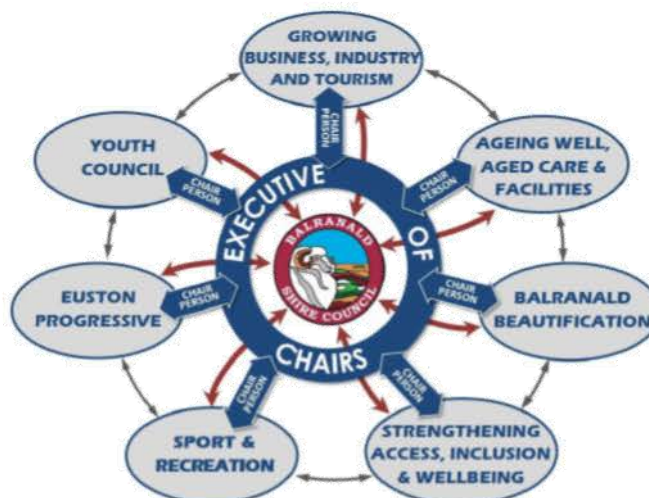 GROWING
BUSINESS, INDUSTRY
AND TOURISM
CHAIR
PERSON
YOUTH
COUNCIL
CHAIR
PERSON
AGEING WELL,
AGED CARE &
FACILITIES
CHAIR
PERSON
EXECUTIVE
OF
CHAIRS
BALRANALD
SHIRE COUNCIL
EUSTON
PROGRESSIVE
CHAIR
PERSON
BALRANALD
BEAUTIFICATION
CHAIR
PERSON
SPORT &
RECREATION
CHAIR
PERSON
STRENGTHENING
ACCESS, INCLUSION
& WELLBEING
CHAIR
PERSON